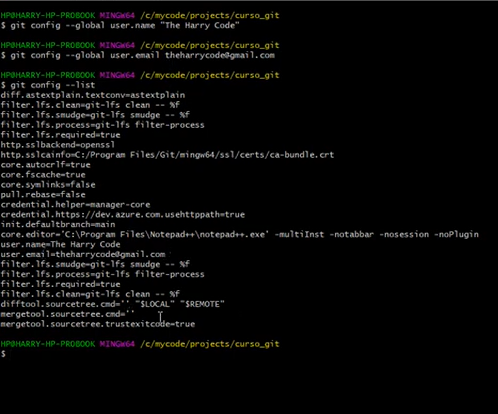 HP@HARRY-HP-PROBOOK MINGW64 /c/mycode/projects/curso_git
$ git config --global user.name "The Harry Code"
HP@HARRY-HP-PROBOOK MINGW64 /c/mycode/projects/curso_git
$ git config --global user.email theharrycode@gmail.com
HP@HARRY-HP-PROBOOK MINGW64 /c/mycode/projects/curso_git
$ git config --list
diff.astextplain.textconv=astextplain
filter.lfs.clean=git-lfs clean -- %f
filter.lfs.smudge=git-lfs smudge -- %f
filter.lfs.process=git-lfs filter-process
filter.lfs.required=true
http.sslbackend=openssl
http.sslcainfo=C:/Program Files/Git/mingw64/ssl/certs/ca-bundle.crt
core.autocrlf=true
core.fscache=true
core.symlinks=false
pull.rebase=false
credential.helper=manager-core
credential.https://dev.azure.com.usehttppath=true
init.defaultbranch=main
core.editor='C:\Program Files\Notepad++\notepad++.exe' -multiInst -notabbar -nosession -noPlugin
user.name=The Harry Code
user.email=theharrycode@gmail.com
filter.lfs.smudge=git-lfs smudge -- %f
filter.lfs.process=git-lfs filter-process
filter.lfs.required=true
filter.lfs.clean=git-lfs clean -- %f
difftool.sourcetree.cmd='' "$LOCAL" "$REMOTE"
mergetool.sourcetree.cmd=''
mergetool.sourcetree.trustexitcode=true
HP@HARRY-HP-PROBOOK MINGW64 /c/mycode/projects/curso_git
$